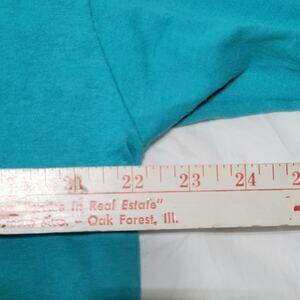 21 22 23 24
in Real Estate"
- Oak Forest, Ill.